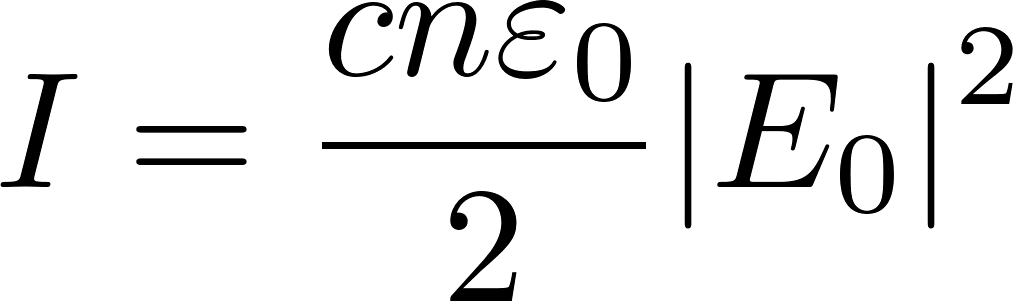 I = \frac{cn\varepsilon_0}{2} |E_0|^2